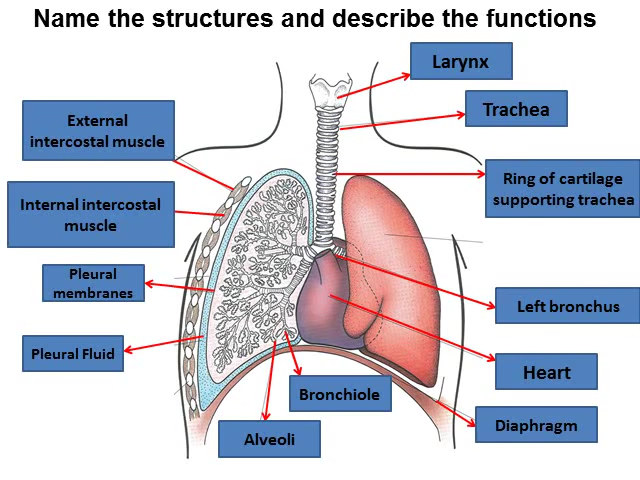 Name the structures and describe the functions
Larynx
Trachea
External
intercostal muscle
Ring of cartilage
supporting trachea
Internal intercostal
muscle
Pleural
membranes
Left bronchus
Pleural Fluid
Heart
Bronchiole
Diaphragm
Alveoli